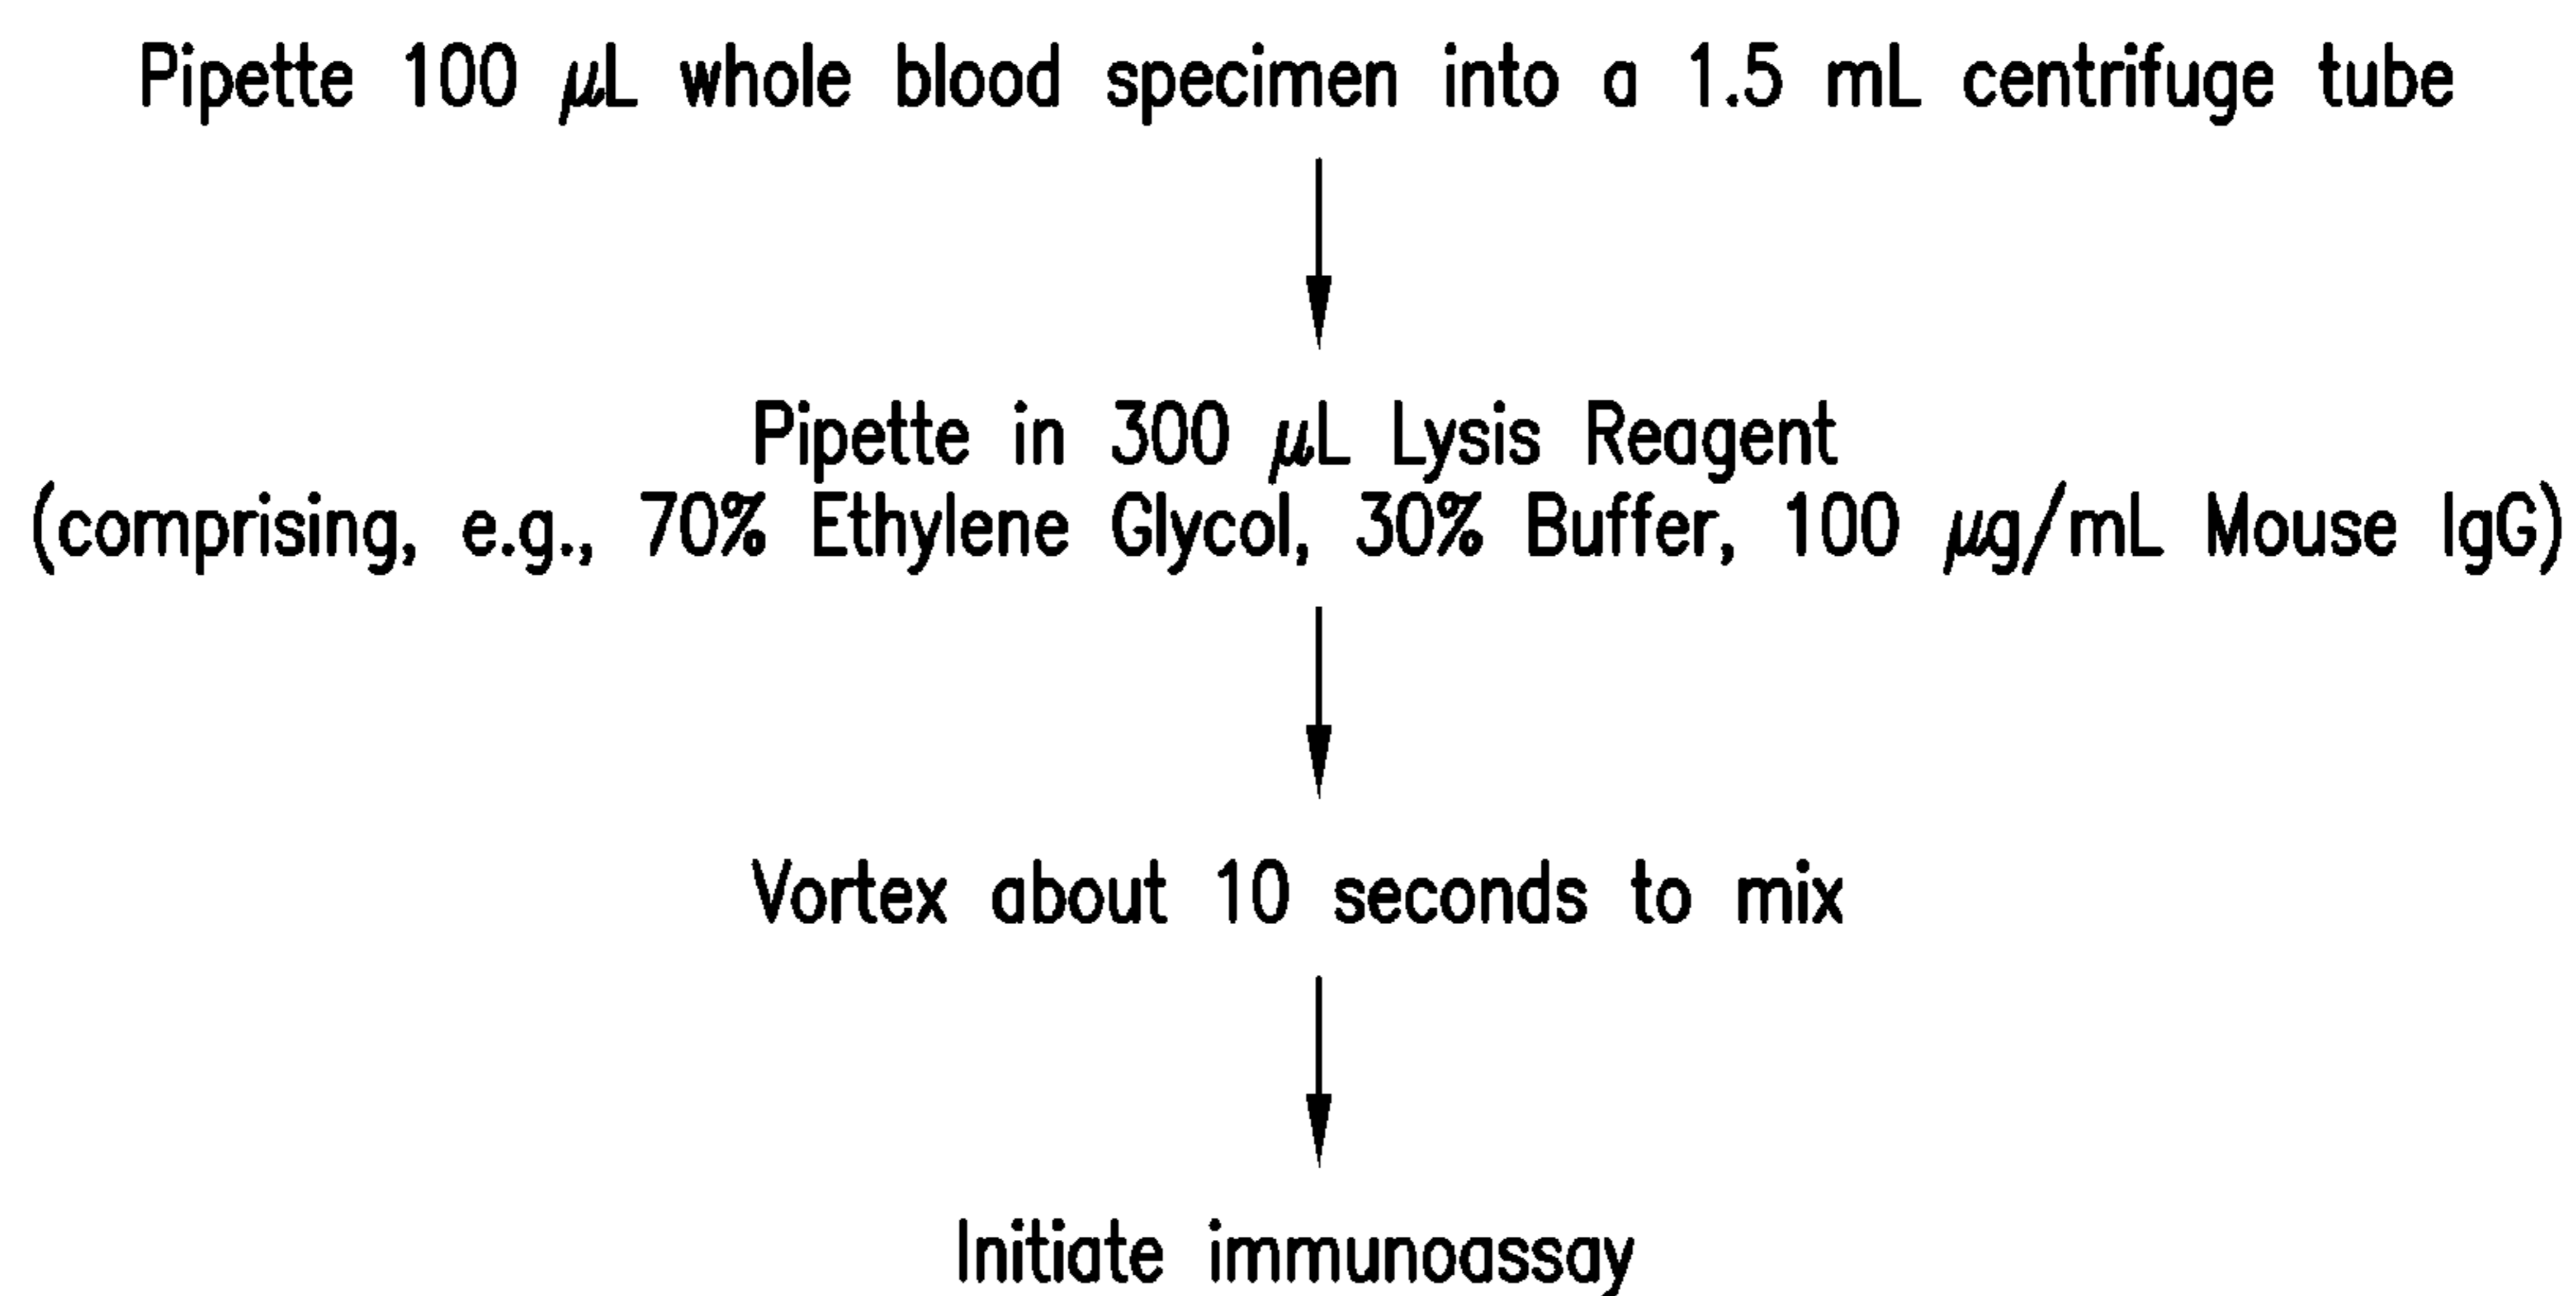 Pipette 100 μL whole blood specimen into a 1.5 mL centrifuge tube
Pipette in 300 μL Lysis Reagent
(comprising, e.g., 70% Ethylene Glycol, 30% Buffer, 100 μg/mL Mouse IgG)
Vortex about 10 seconds to mix
Initiate immunoassay